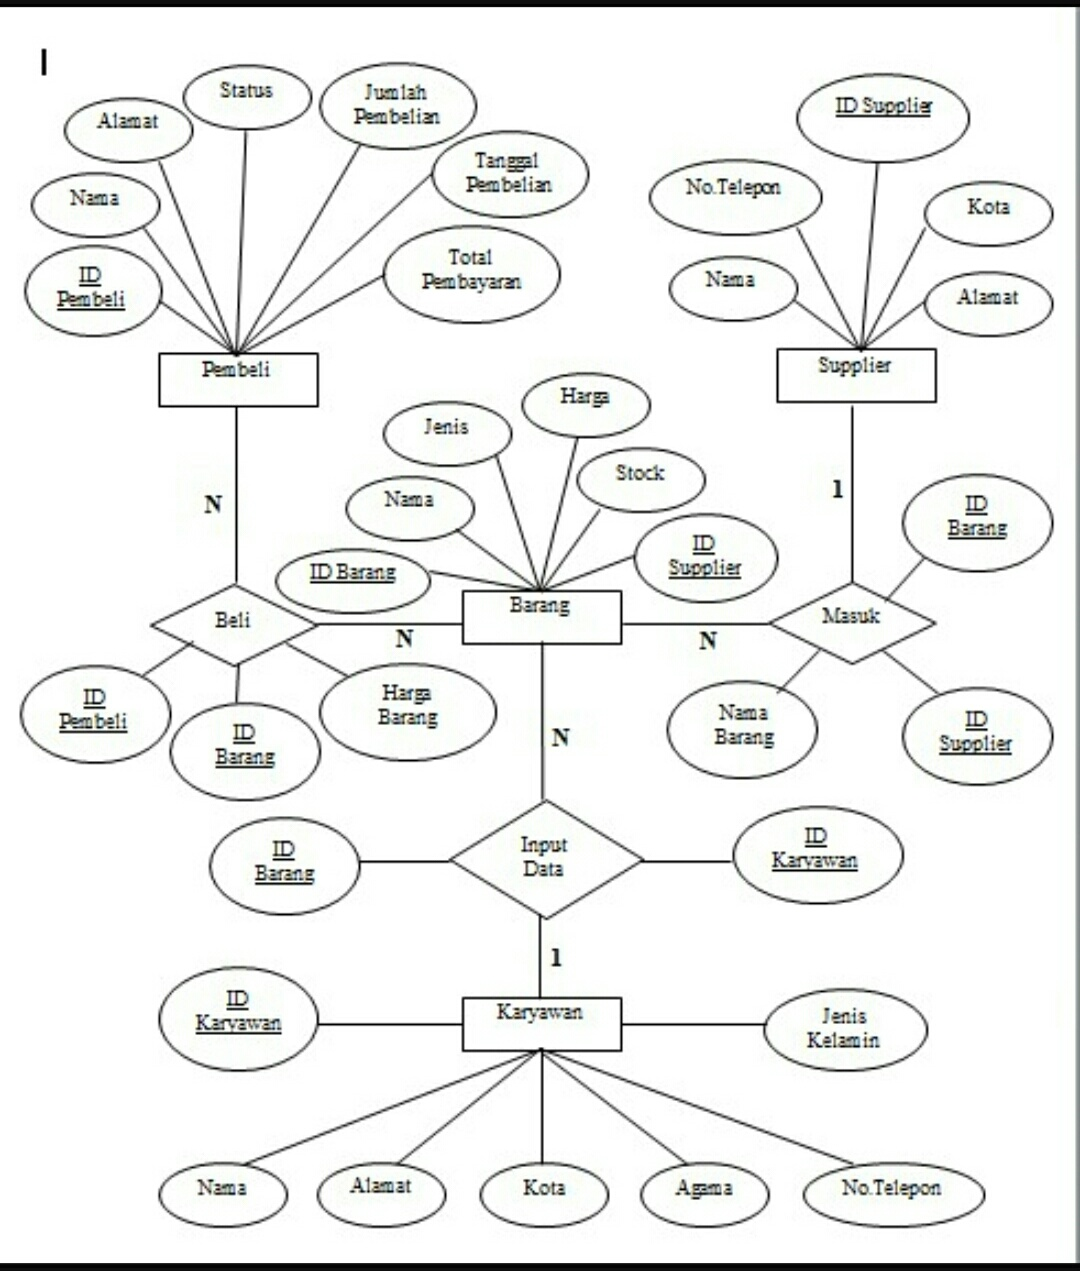 I
Status
Jumlah
Pembelian
Alamat
Tanggal
Pembelian
Nama
Total
Pembayaran
ID
Pembeli
Pembeli
ID Supplier
No.Telepon
Kota
Nama
Alamat
Supplier
Harga
Jenis
Stock
Nama
ID
Supplier
ID Barang
Barang
N
1
ID
Barang
Beli
N
N
Masuk
ID
Pembeli
ID
Barang
Harga
Barang
Nama
Barang
ID
Supplier
N
ID
Barang
Input
Data
ID
Karyawan
1
ID
Karyawan
Karyawan
Jenis
Kelamin
Nama
Alamat
Kota
Agama
No.Telepon